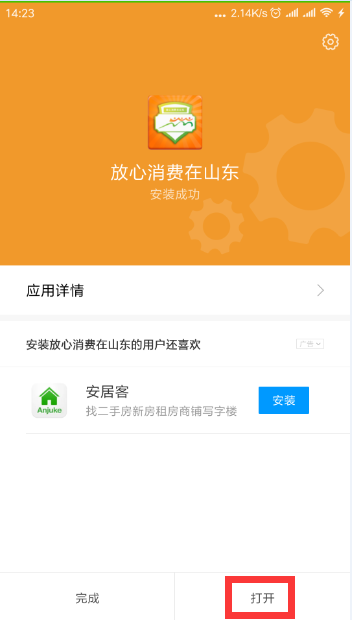 14:23
... 2.14K/s
放心消费在山东
安装成功
应用详情
安装放心消费在山东的用户还喜欢
广告
安居客
Anjuke
找二手房新房租房商铺写字楼
安装
完成
打开